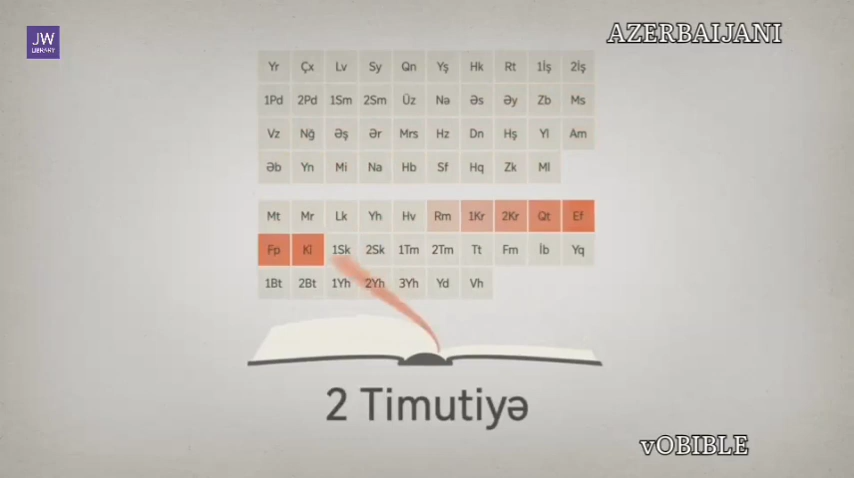 JW
LIBRARY
AZERBAIJANI
Yr Çx Lv Sy Qn Yş Hk Rt 1İş 2İş
1Pd 2Pd 1Sm 2Sm Üz Nə Əs Əy Zb Ms
Vz Nğ Əş Ər Mrs Hz Dn Hş Yl Am
Əb Yn Mi Na Hb Sf Hq Zk Ml
Mt Mr Lk Yh Hv Rm 1Kr 2Kr Qt Ef
Fp Kl 1Sk 2Sk 1Tm 2Tm Tt Fm İb Yq
1Bt 2Bt 1Yh 2Yh 3Yh Yd Vh
2 Timutiyə
vOBIBLE